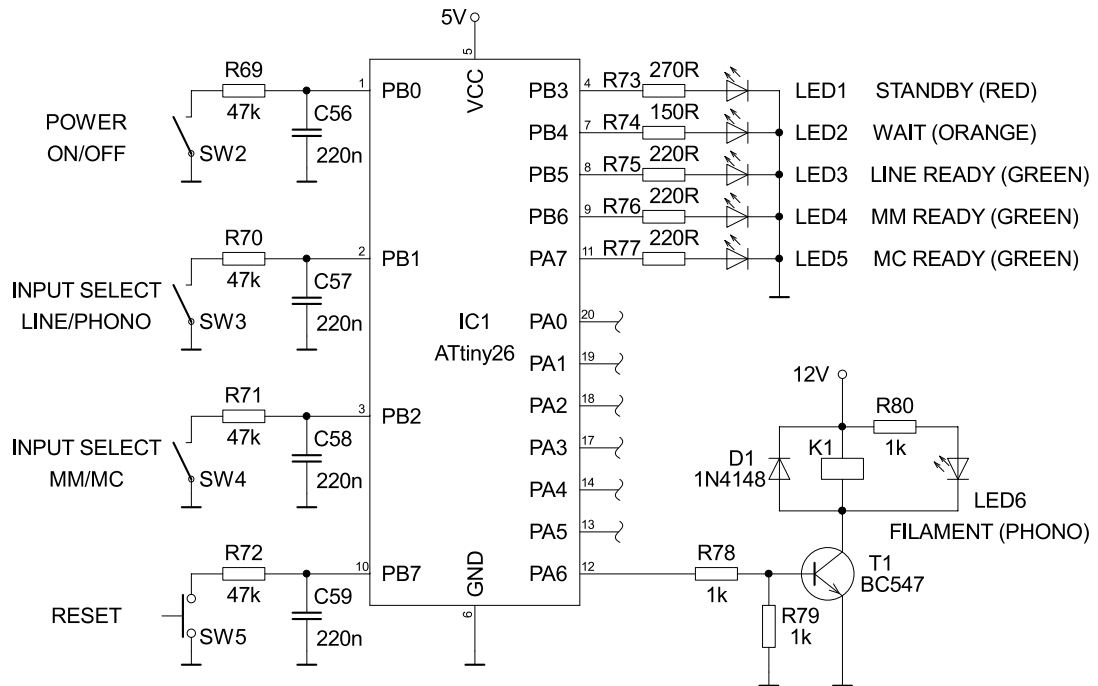 5V
5
VCC
R69
47k
POWER
ON/OFF
SW2
C56
220n
1
PB0
R70
47k
INPUT SELECT
LINE/PHONO
SW3
C57
220n
2
PB1
R71
47k
INPUT SELECT
MM/MC
SW4
C58
220n
3
PB2
R72
47k
RESET
SW5
C59
220n
10
PB7
IC1
ATtiny26
GND
6
PB3
4
R73
270R
LED1
STANDBY (RED)
PB4
7
R74
150R
LED2
WAIT (ORANGE)
PB5
8
R75
220R
LED3
LINE READY (GREEN)
PB6
9
R76
220R
LED4
MM READY (GREEN)
PA7
11
R77
220R
LED5
MC READY (GREEN)
PA0
20
PA1
19
PA2
18
PA3
17
PA4
14
PA5
13
PA6
12
12V
R80
1k
D1
1N4148
K1
LED6
FILAMENT (PHONO)
R78
1k
R79
1k
T1
BC547